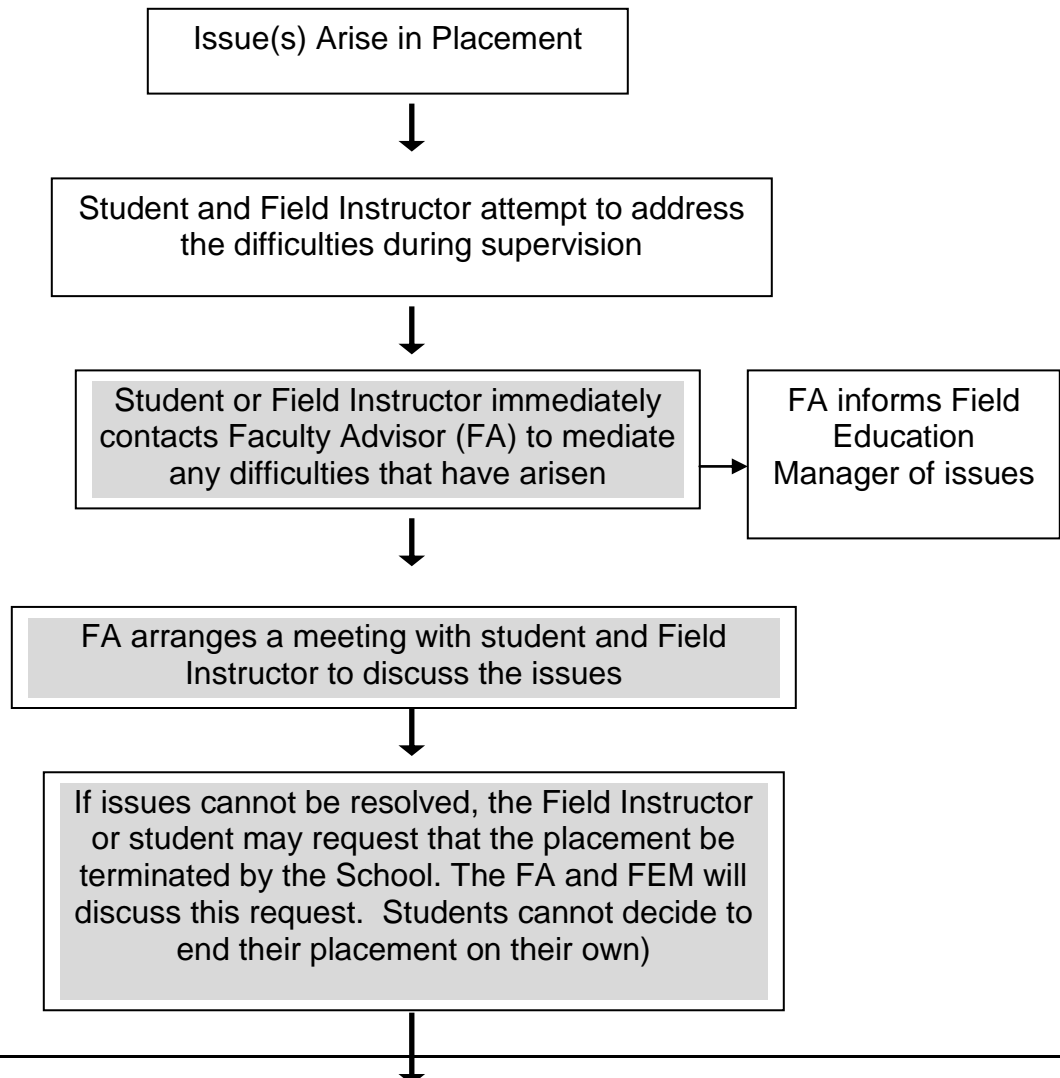 Issue(s) Arise in Placement
Student and Field Instructor attempt to address
the difficulties during supervision
Student or Field Instructor immediately
contacts Faculty Advisor (FA) to mediate
any difficulties that have arisen
FA informs Field
Education
Manager of issues
FA arranges a meeting with student and Field
Instructor to discuss the issues
If issues cannot be resolved, the Field Instructor
or student may request that the placement be
terminated by the School. The FA and FEM will
discuss this request.  Students cannot decide to
end their placement on their own)